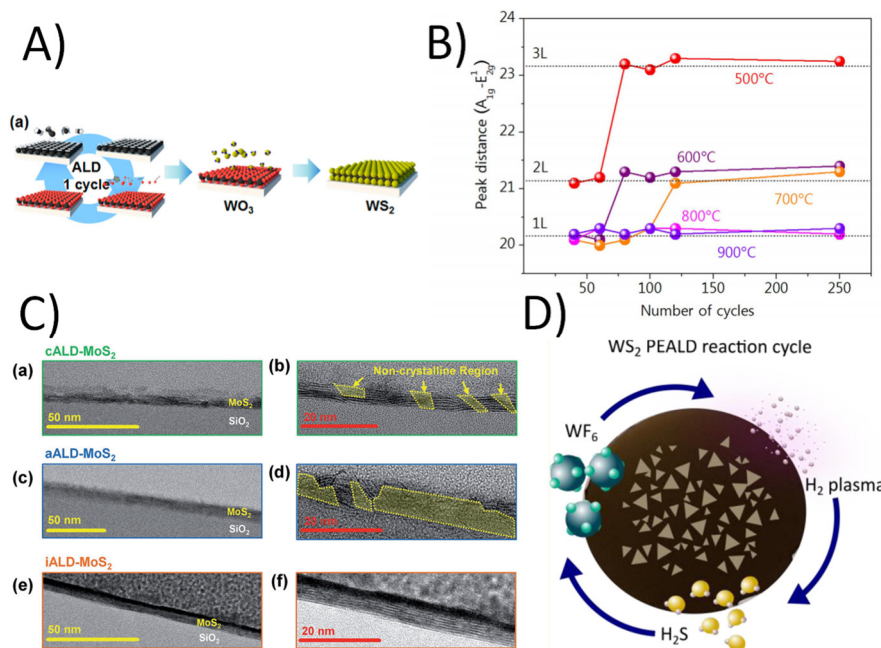 A)
(a)
ALD
1 cycle
WO3
WS2
B)
Peak distance (A1g-E12g)
24
23
22
21
20
3L
2L
1L
500°C
600°C
700°C
800°C
900°C
50
100
150
200
250
Number of cycles
C)
cALD-MoS2
(a)
MoS2
SiO2
50 nm
(b)
Non-crystalline Region
20 nm
aALD-MoS2
(c)
MoS2
SiO2
50 nm
(d)
20 nm
iALD-MoS2
(e)
MoS2
SiO2
50 nm
(f)
20 nm
D)
WS2 PEALD reaction cycle
WF6
H2 plasma
H2S